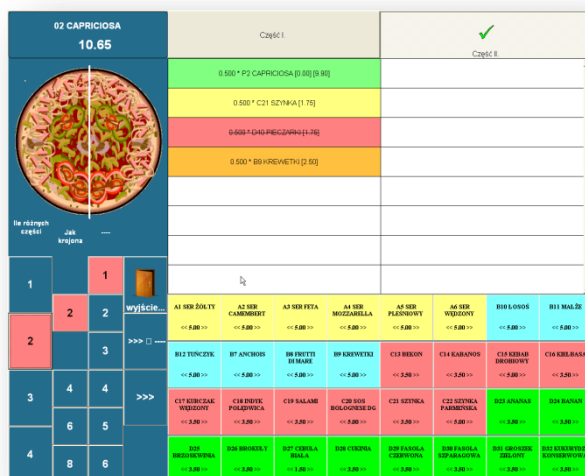 02 CAPRICIOSA
10.65
Część I.
Część II.
0.500 * P2 CAPRICIOSA [0.00] [9.90]
0.500 * C21 SZYNKA [1.75]
0.500 * D40 PIECZARKI [1.75]
0.500 * B9 KREWETKI [2.50]
Ile różnych części
Jak krojona
----
1
2
3
4
2
4
6
8
1
2
3
4
5
6
wyjście...
>>> □ ----
>>>
A1 SER ŻÓŁTY
<< 5.00 >>
A2 SER CAMEMBERT
<< 5.00 >>
A3 SER FETA
<< 5.00 >>
A4 SER MOZZARELLA
<< 5.00 >>
A5 SER PLEŚNIOWY
<< 5.00 >>
A6 SER WĘDZONY
<< 5.00 >>
B10 ŁOSOŚ
<< 5.00 >>
B11 MAŁŻE
<< 5.00 >>
B12 TUŃCZYK
<< 5.00 >>
B7 ANCHOIS
<< 5.00 >>
B8 FRUTTI DI MARE
<< 5.00 >>
B9 KREWETKI
<< 5.00 >>
C13 BEKON
<< 3.50 >>
C14 KABANOS
<< 3.50 >>
C15 KEBAB DROBIOWY
<< 5.00 >>
C16 KIEŁBASA
<< 3.50 >>
C17 KURCZAK WĘDZONY
<< 3.50 >>
C18 INDYK POLĘDWICA
<< 3.50 >>
C19 SALAMI
<< 3.50 >>
C20 SOS BOLOGNESE DG
<< 3.50 >>
C21 SZYNKA
<< 3.50 >>
C22 SZYNKA PARMEŃSKA
<< 5.00 >>
D23 ANANAS
<< 3.50 >>
D24 BANAN
<< 3.50 >>
D25 BRZOSKWINIA
<< 3.50 >>
D26 BROKUŁY
<< 3.50 >>
D27 CEBULA BIAŁA
<< 3.50 >>
D28 CUKINIA
<< 3.50 >>
D29 FASOLA CZERWONA
<< 3.50 >>
D30 FASOLA SZPARAGOWA
<< 3.50 >>
D31 GROSZEK ZIELONY
<< 3.50 >>
D32 KUKURYDZ KONSERWOW
<< 3.50 >>